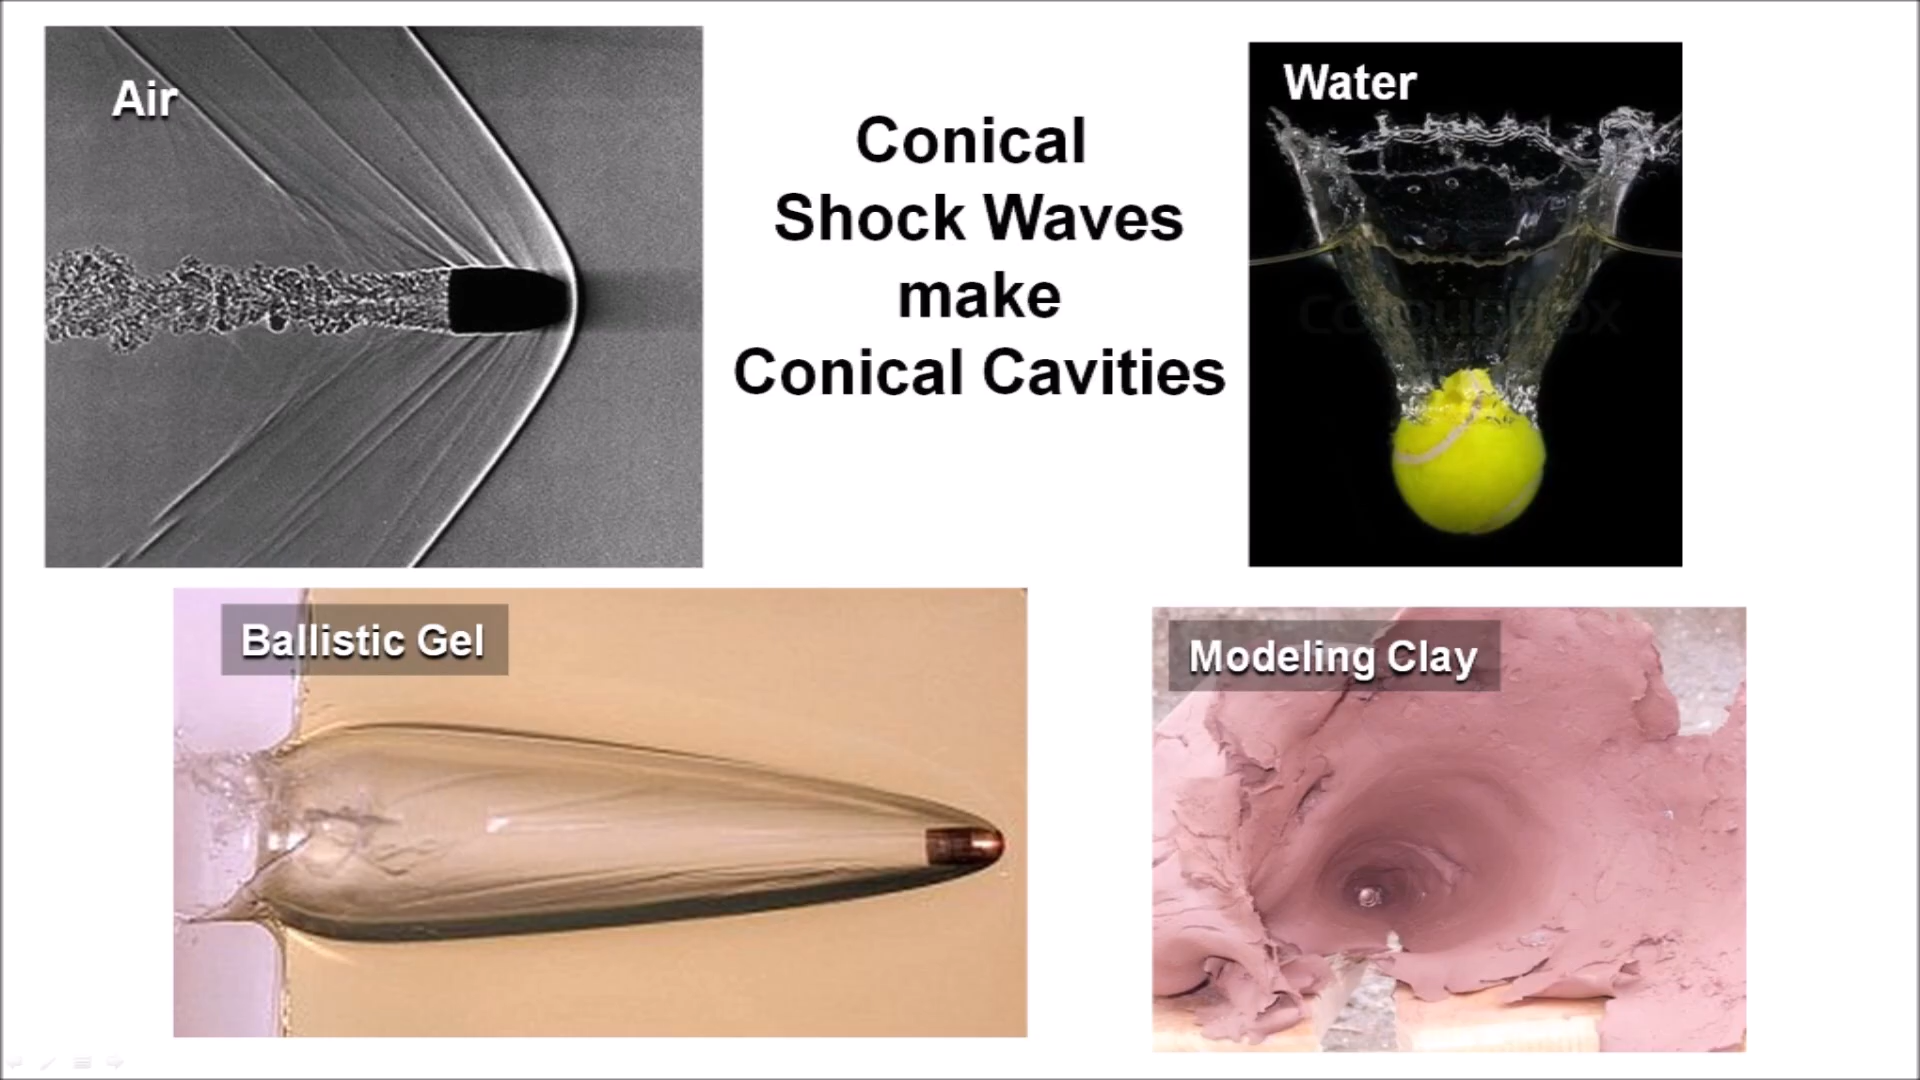 Air
Conical
Shock Waves
make
Conical Cavities
Water
Ballistic Gel
Modeling Clay